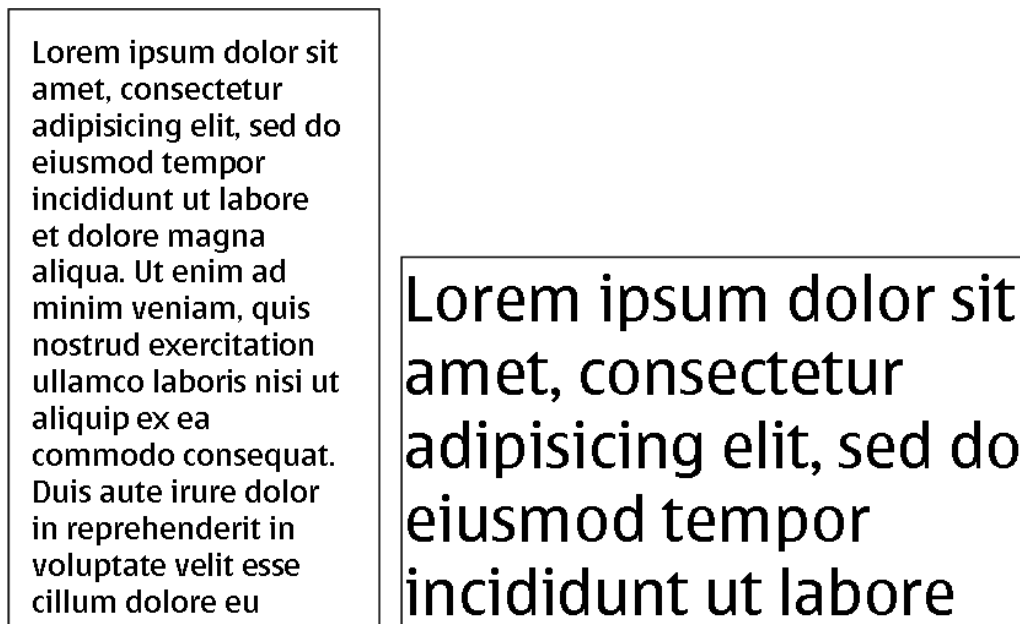 Lorem ipsum dolor sit
amet, consectetur
adipisicing elit, sed do
eiusmod tempor
incididunt ut labore
et dolore magna
aliqua. Ut enim ad
minim veniam, quis
nostrud exercitation
ullamco laboris nisi ut
aliquip ex ea
commodo consequat.
Duis aute irure dolor
in reprehenderit in
voluptate velit esse
cillum dolore eu
Lorem ipsum dolor sit
amet, consectetur
adipisicing elit, sed do
eiusmod tempor
incididunt ut labore